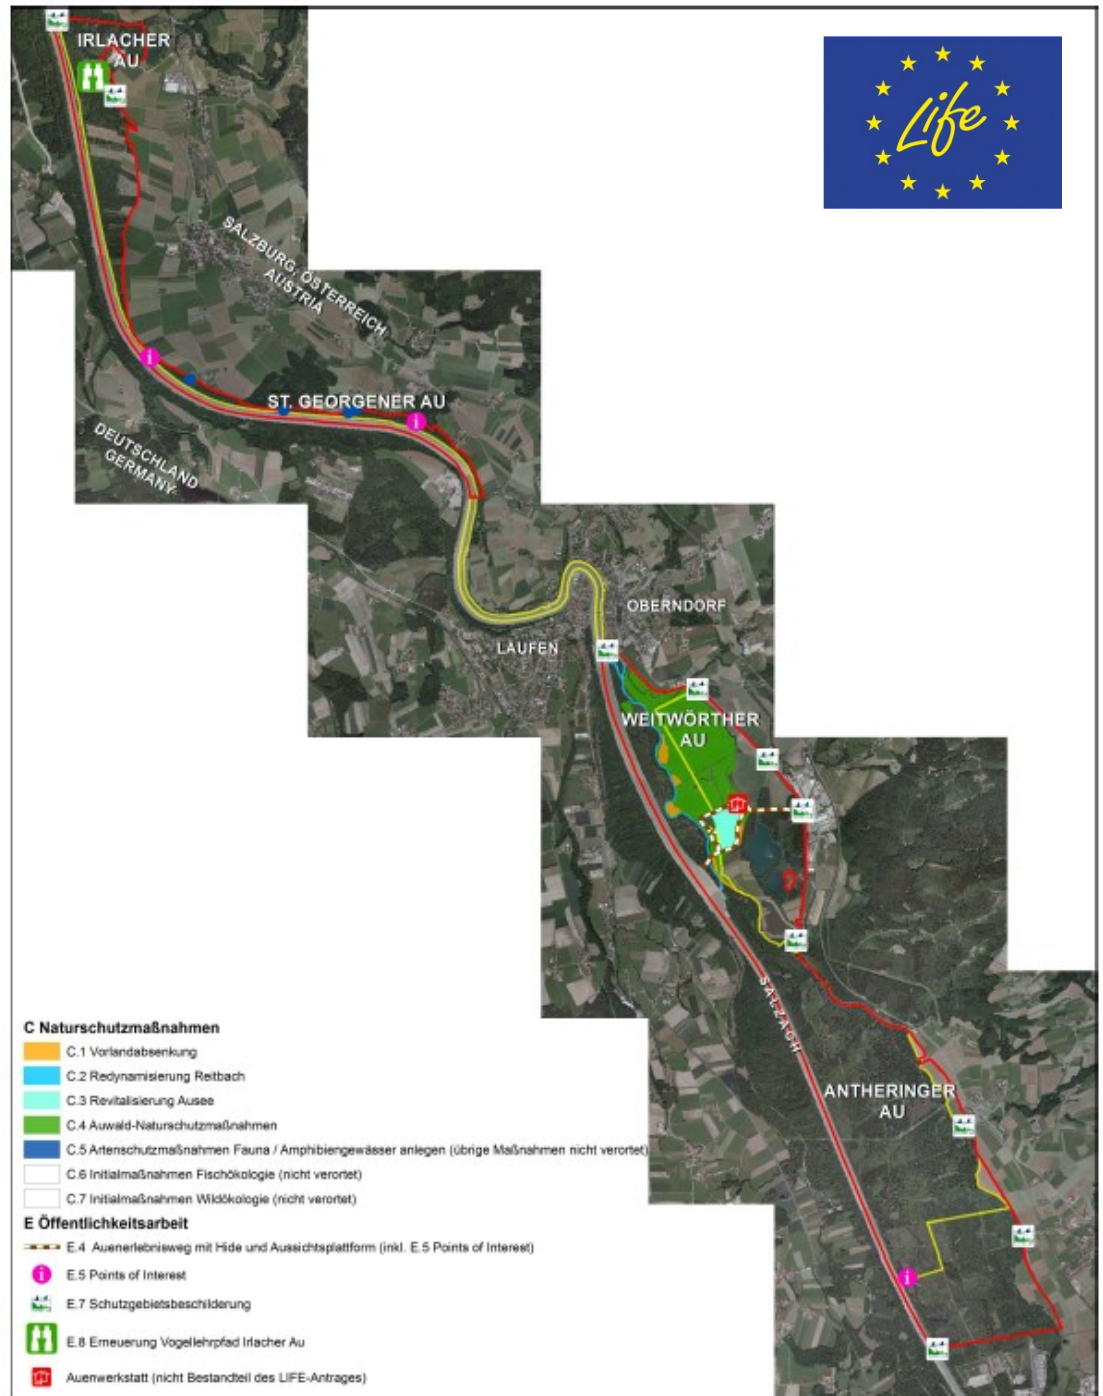 IRLACHER
AU
Life
SALZBURG, ÖSTERREICH
AUSTRIA
ST. GEORGENER AU
DEUTSCHLAND
GERMANY
OBERNDORF
LAUFEN
WEITWÖRTHER
AU
SALZACH
ANTHERINGER
AU
C Naturschutzmaßnahmen
C.1 Vorlandabsenkung
C.2 Redynamisierung Reitbach
C.3 Revitalisierung Ausee
C.4 Auwald-Naturschutzmaßnahmen
C.5 Artenschutzmaßnahmen Fauna / Amphibiengewässer anlegen (übrige Maßnahmen nicht verortet)
C.6 Initialmaßnahmen Fischökologie (nicht verortet)
C.7 Initialmaßnahmen Wildökologie (nicht verortet)
E Öffentlichkeitsarbeit
E.4 Auenerlebnisweg mit Hide und Aussichtsplattform (inkl. E.5 Points of Interest)
E.5 Points of Interest
E.7 Schutzgebietsbeschilderung
E.8 Erneuerung Vogellehrpfad Irlacher Au
Auenwerkstatt (nicht Bestandteil des LIFE-Antrages)